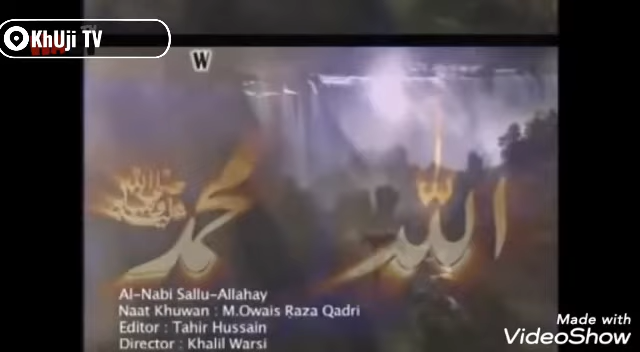 KhUji TV
W
محمد
صلى الله عليه وسلم
الله
Al-Nabi Sallu-Allahay
Naat Khuwan : M.Owais Raza Qadri
Editor : Tahir Hussain
Director : Khalil Warsi
Made with
VideoShow